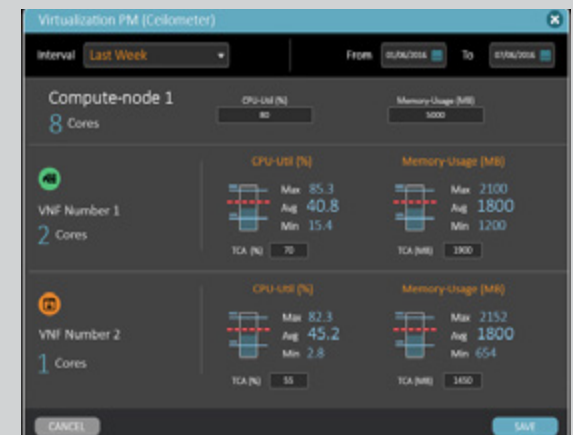 Virtualization PM (Ceilometer)
Interval Last Week From 01/06/2016 To 07/06/2016
Compute-node 1 CPU-Util (%) Memory-Usage (MB)
8 Cores 80 5000
CPU-Util (%) Memory-Usage (MB)
Max 85.3 Max 2100
VNF Number 1 Avg 40.8 Avg 1800
2 Cores Min 15.4 Min 1200
TCA (%) 70 TCA (MB) 1900
CPU-Util (%) Memory-Usage (MB)
Max 82.3 Max 2152
VNF Number 2 Avg 45.2 Avg 1800
1 Cores Min 2.8 Min 654
TCA (%) 55 TCA (MB) 1450
CANCEL SAVE